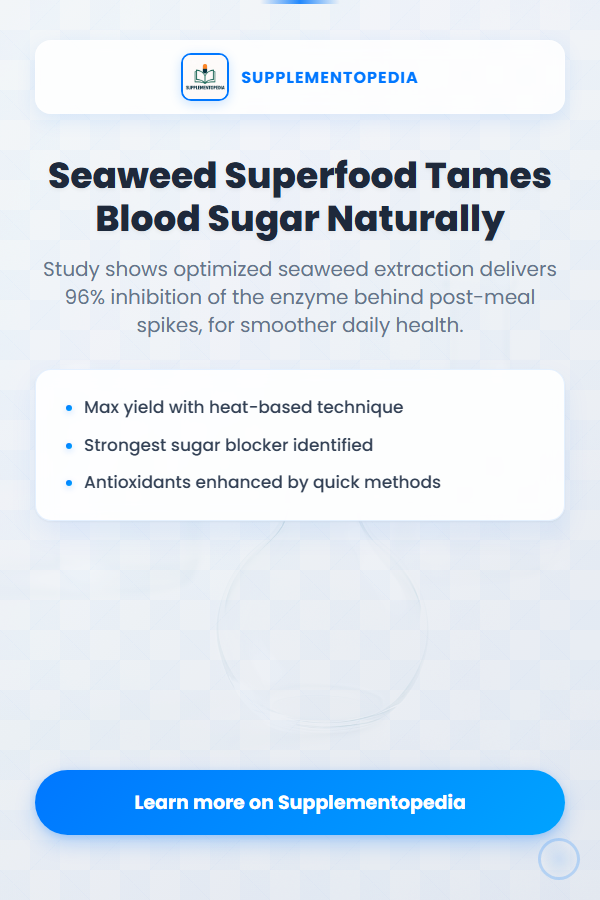 SUPPLEMENTOPEDIA
SUPPLEMENTOPEDIA
Seaweed Superfood Tames
Blood Sugar Naturally
Study shows optimized seaweed extraction delivers
96% inhibition of the enzyme behind post-meal
spikes, for smoother daily health.
Max yield with heat-based technique
Strongest sugar blocker identified
Antioxidants enhanced by quick methods
Learn more on Supplementopedia